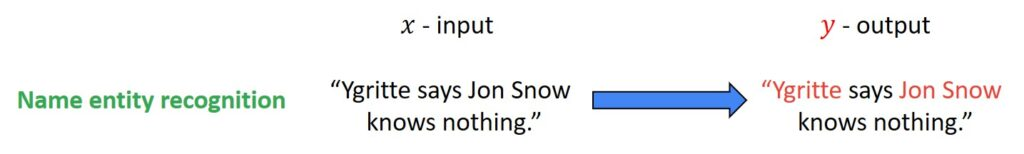 x - input
y - output
Name entity recognition
“Ygritte says Jon Snow
knows nothing.”
“Ygritte says Jon Snow
knows nothing.”